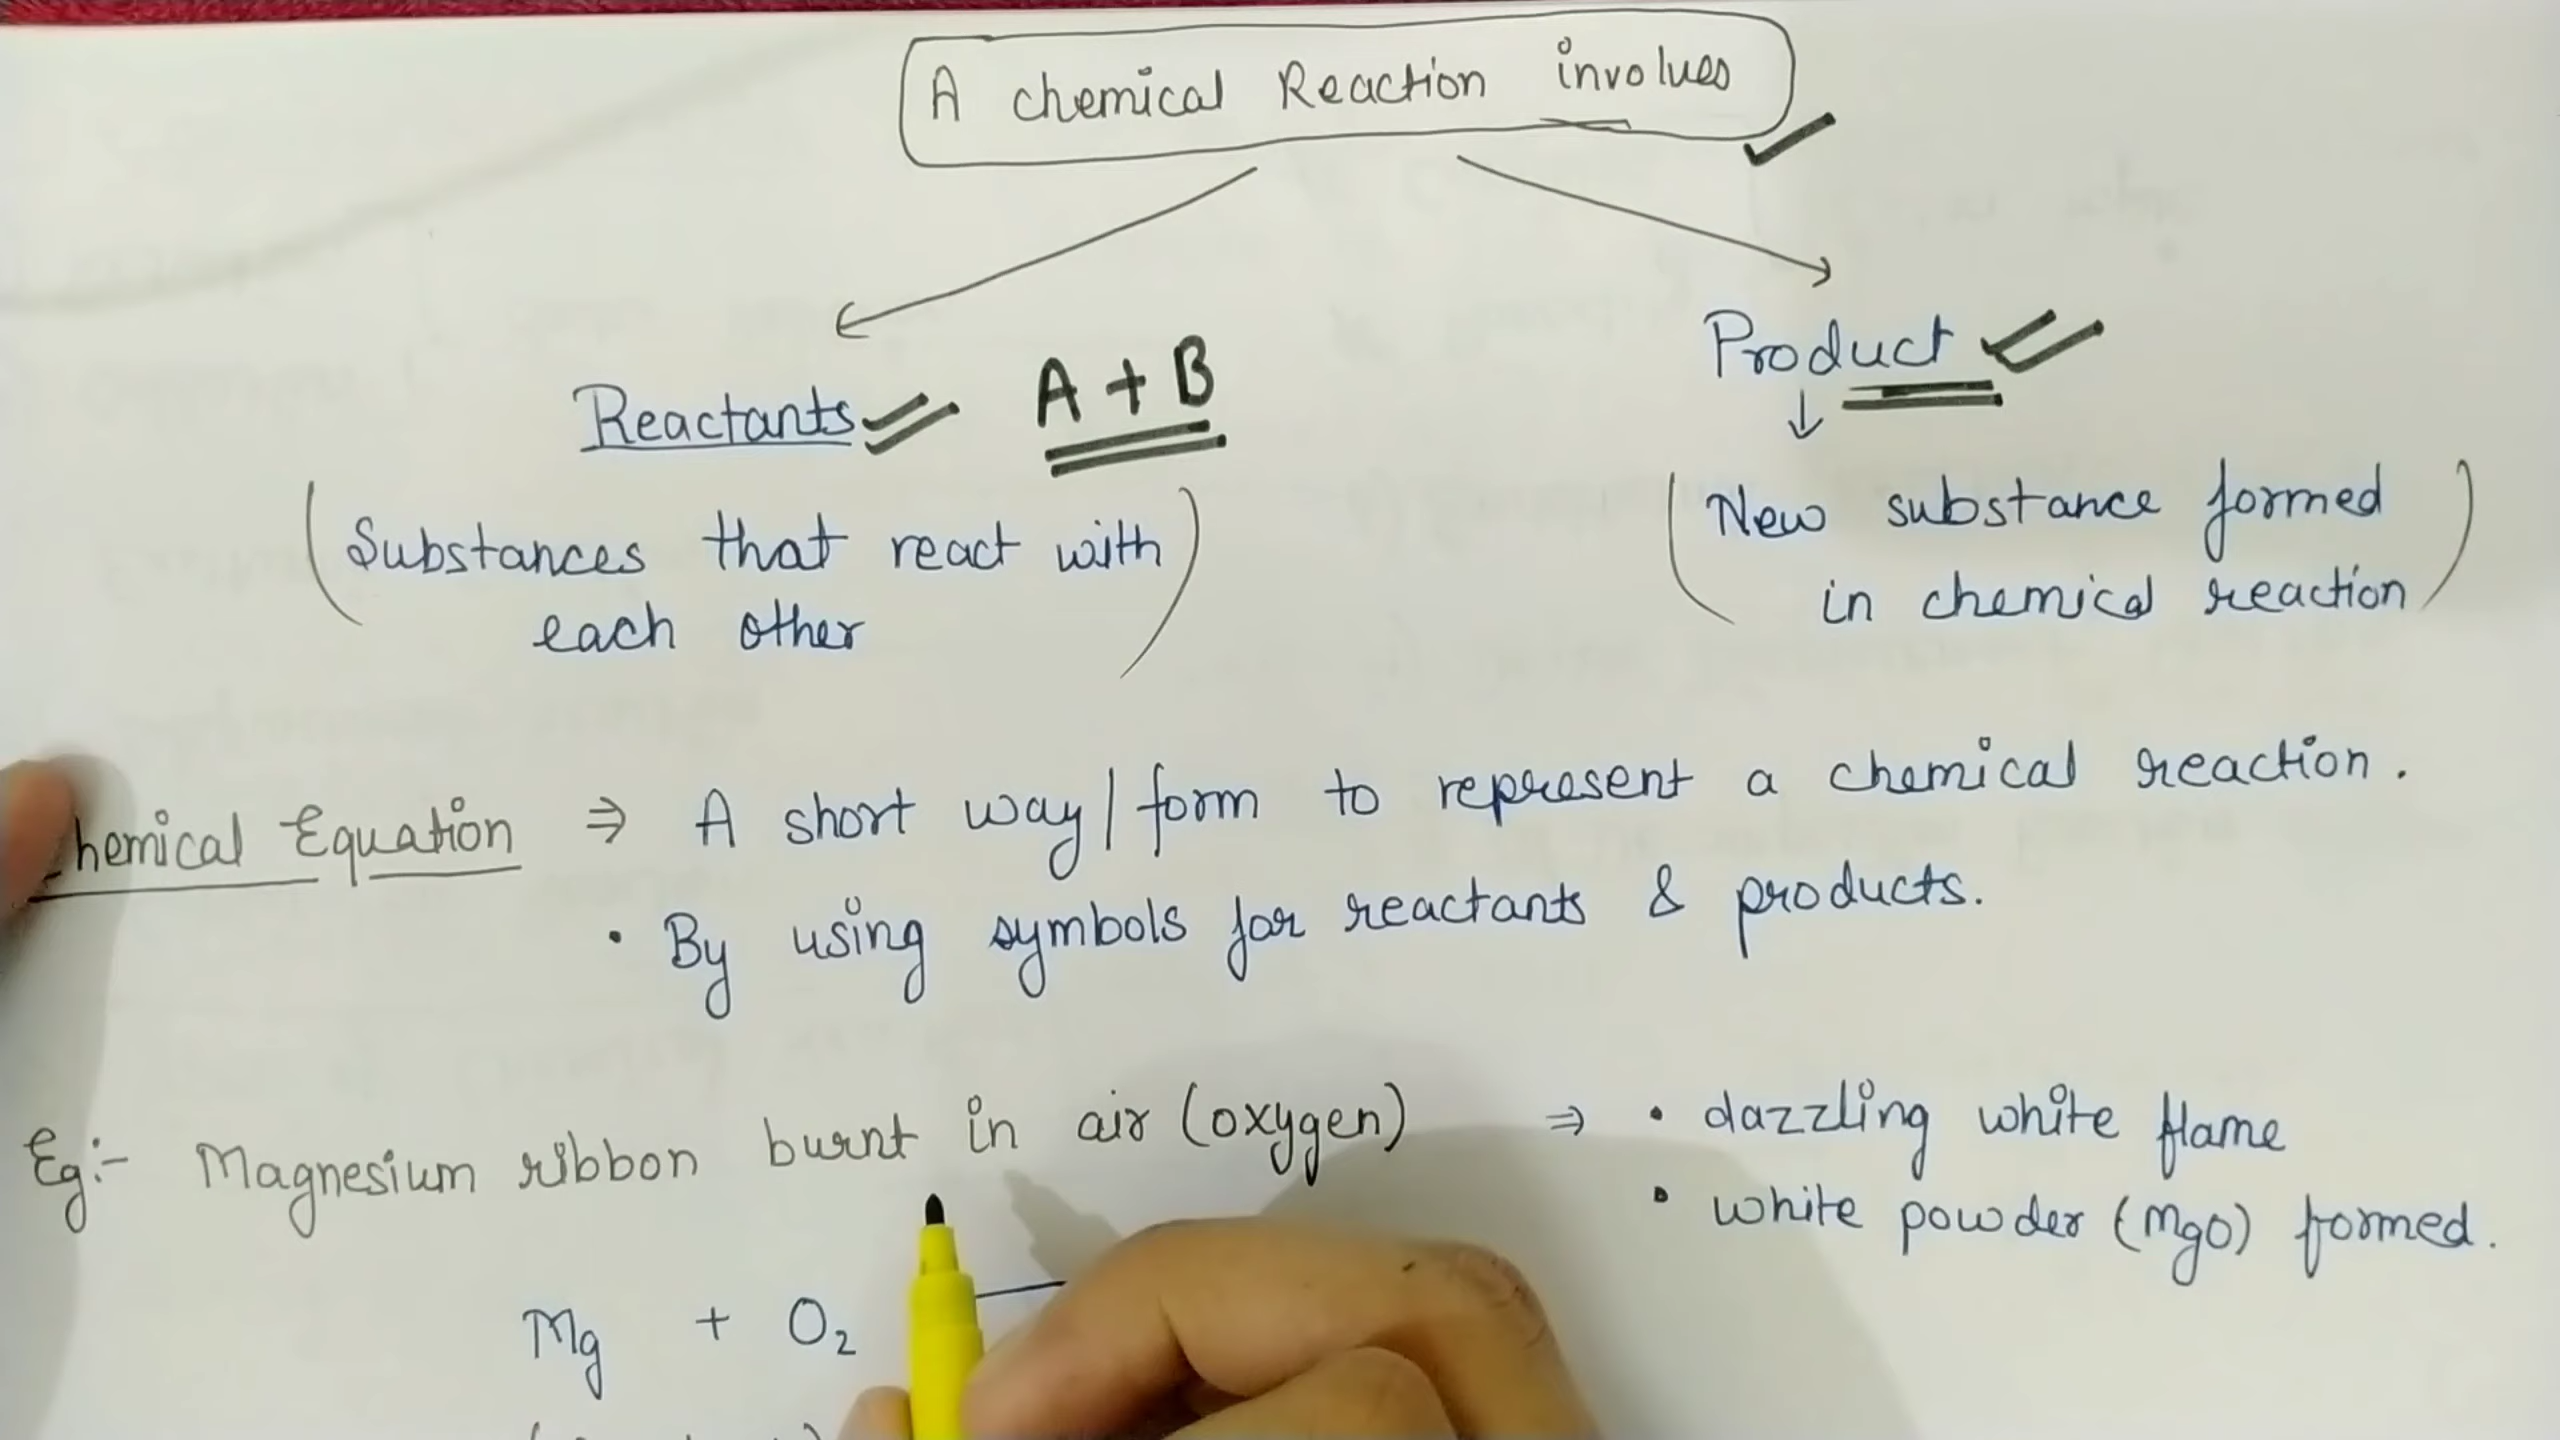 A chemical Reaction involves
Reactants A + B
Product
(Substances that react with
each other)
(New substance formed
in chemical reaction)
hemical Equation ⇒ A short way/form to represent a chemical reaction.
• By using symbols for reactants & products.
Eg:- Magnesium ribbon burnt in air (oxygen) ⇒ • dazzling white flame
• white powder (MgO) formed.
Mg + O₂